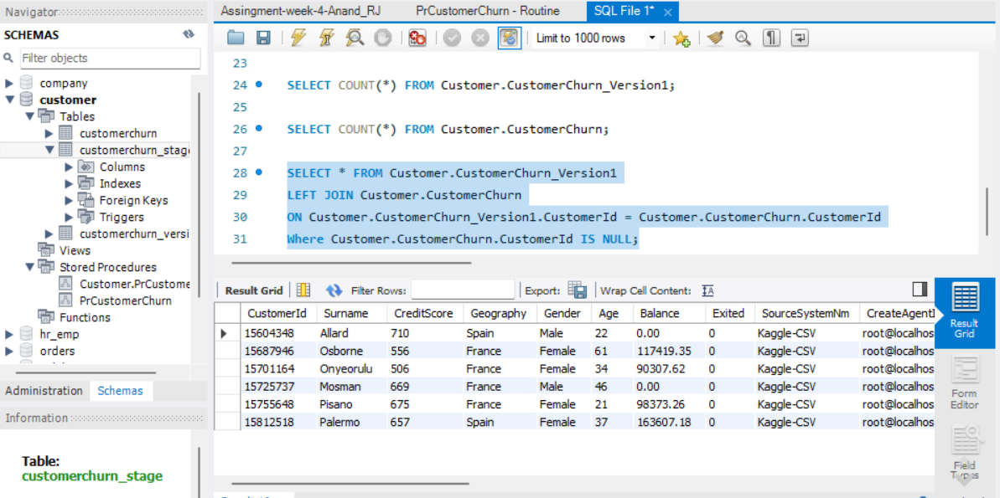 Navigator
SCHEMAS
Filter objects
company
customer
Tables
customerchurn
customerchurn_stag
Columns
Indexes
Foreign Keys
Triggers
customerchurn_versi
Views
Stored Procedures
Customer.PrCustome
PrCustomerChurn
Functions
hr_emp
orders
Administration Schemas
Information
Table:
customerchurn_stage
Assingment-week-4-Anand_RJ PrCustomerChurn - Routine SQL File 1*
Limit to 1000 rows
23
24 SELECT COUNT(*) FROM Customer.CustomerChurn_Version1;
25
26 SELECT COUNT(*) FROM Customer.CustomerChurn;
27
28 SELECT * FROM Customer.CustomerChurn_Version1
29 LEFT JOIN Customer.CustomerChurn
30 ON Customer.CustomerChurn_Version1.CustomerId = Customer.CustomerChurn.CustomerId
31 Where Customer.CustomerChurn.CustomerId IS NULL;
Result Grid Filter Rows: Export: Wrap Cell Content:
CustomerId Surname CreditScore Geography Gender Age Balance Exited SourceSystemNm CreateAgentI
15604348 Allard 710 Spain Male 22 0.00 0 Kaggle-CSV root@localhos
15687946 Osborne 556 France Female 61 117419.35 0 Kaggle-CSV root@localhos
15701164 Onyeorulu 506 France Female 34 90307.62 0 Kaggle-CSV root@localhos
15725737 Mosman 669 France Male 46 0.00 0 Kaggle-CSV root@localhos
15755648 Pisano 675 France Female 21 98373.26 0 Kaggle-CSV root@localhos
15812518 Palermo 657 Spain Female 37 163607.18 0 Kaggle-CSV root@localhos
Result
Grid
Form
Editor
Field
Types